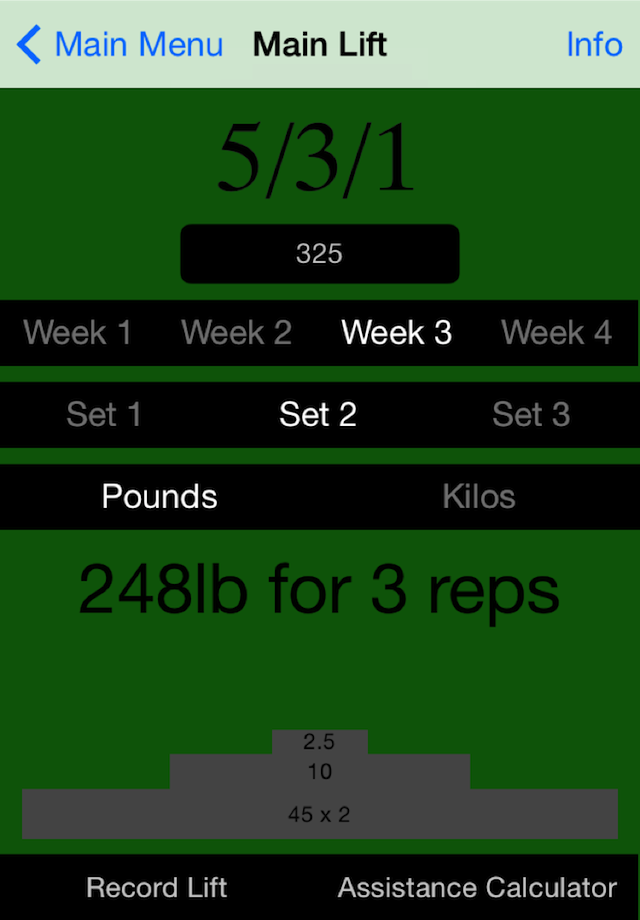 Main Menu Main Lift Info
5/3/1
325
Week 1 Week 2 Week 3 Week 4
Set 1 Set 2 Set 3
Pounds Kilos
248lb for 3 reps
2.5
10
45 x 2
Record Lift Assistance Calculator